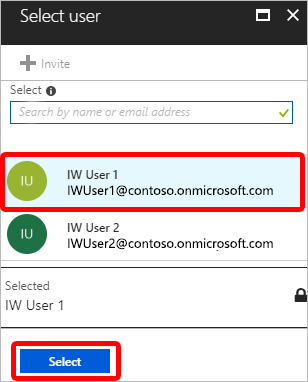 Select user
Invite
Select
Search by name or email address
IU
IW User 1
IWUser1@contoso.onmicrosoft.com
IU
IW User 2
IWUser2@contoso.onmicrosoft.com
Selected
IW User 1
Select